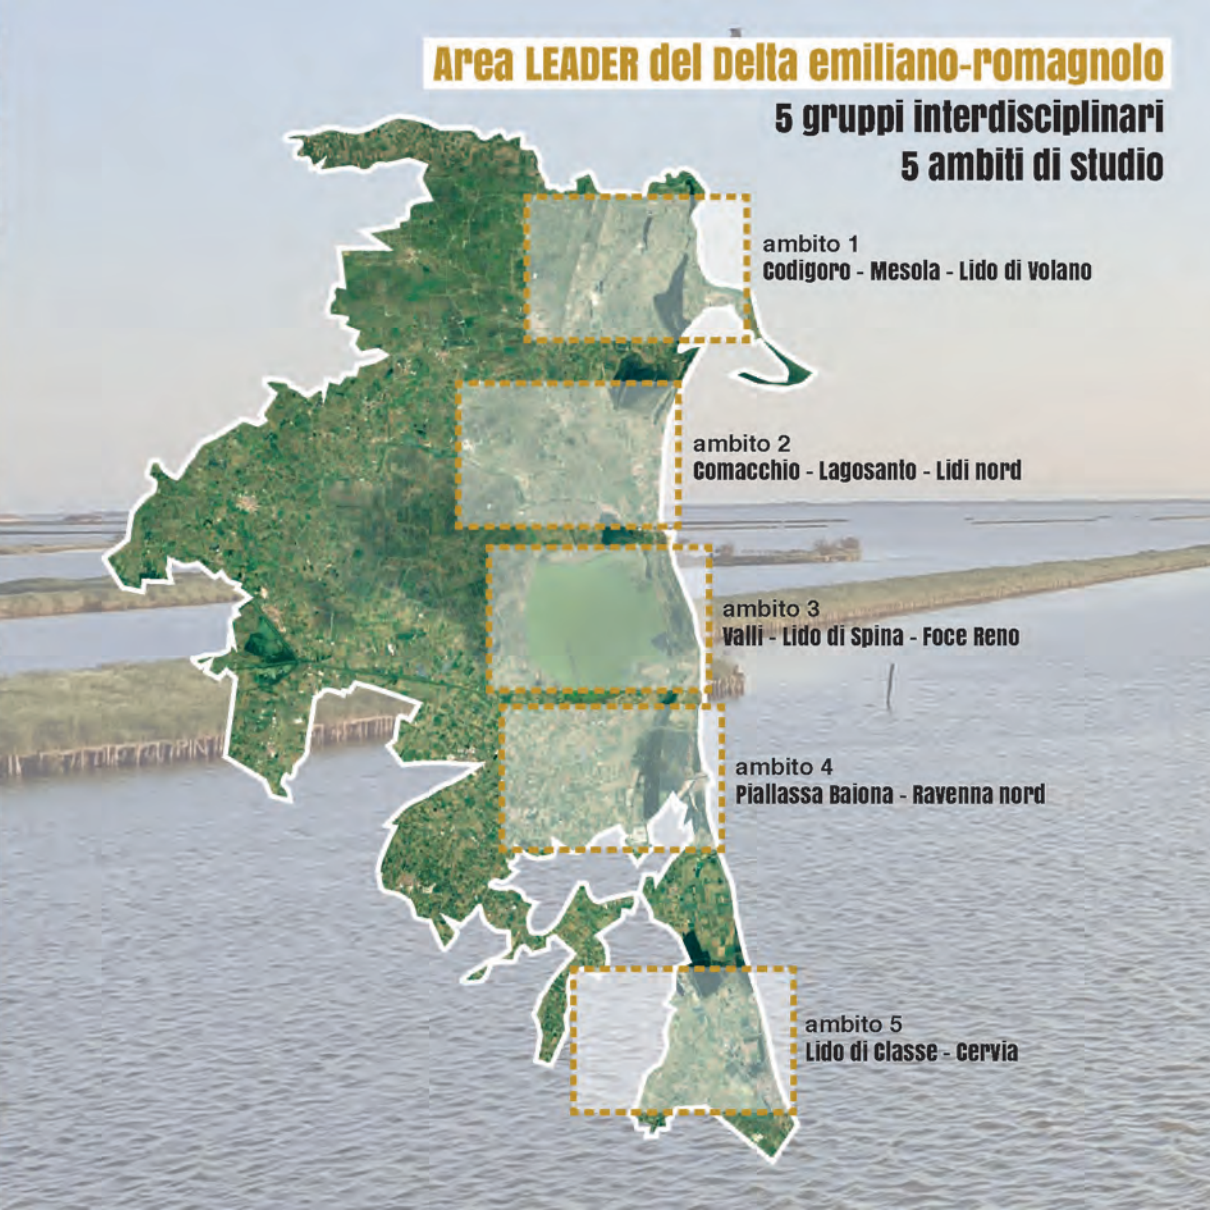 Area LEADER del Delta emiliano-romagnolo
5 gruppi interdisciplinari
5 ambiti di studio
ambito 1
Codigoro - Mesola - Lido di Volano
ambito 2
Comacchio - Lagosanto - Lidi nord
ambito 3
Valli - Lido di Spina - Foce Reno
ambito 4
Piallassa Baiona - Ravenna nord
ambito 5
Lido di Classe - Cervia